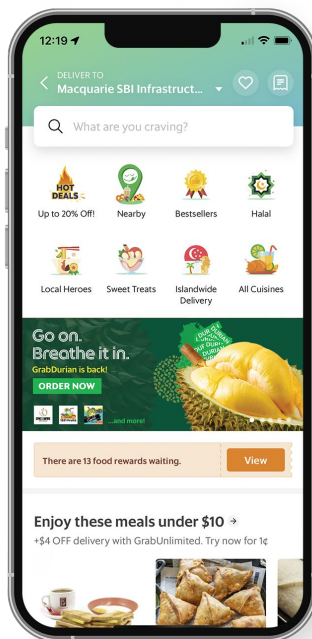 12:19
DELIVER TO
Macquarie SBI Infrastruct...
What are you craving?
HOT
DEALS
Up to 20% Off!
Nearby
Bestsellers
Halal
Local Heroes
Sweet Treats
Islandwide
Delivery
All Cuisines
Go on.
Breathe it in.
GrabDurian is back!
ORDER NOW
...and more!
There are 13 food rewards waiting.
View
Enjoy these meals under $10
+$4 OFF delivery with GrabUnlimited. Try now for 1¢